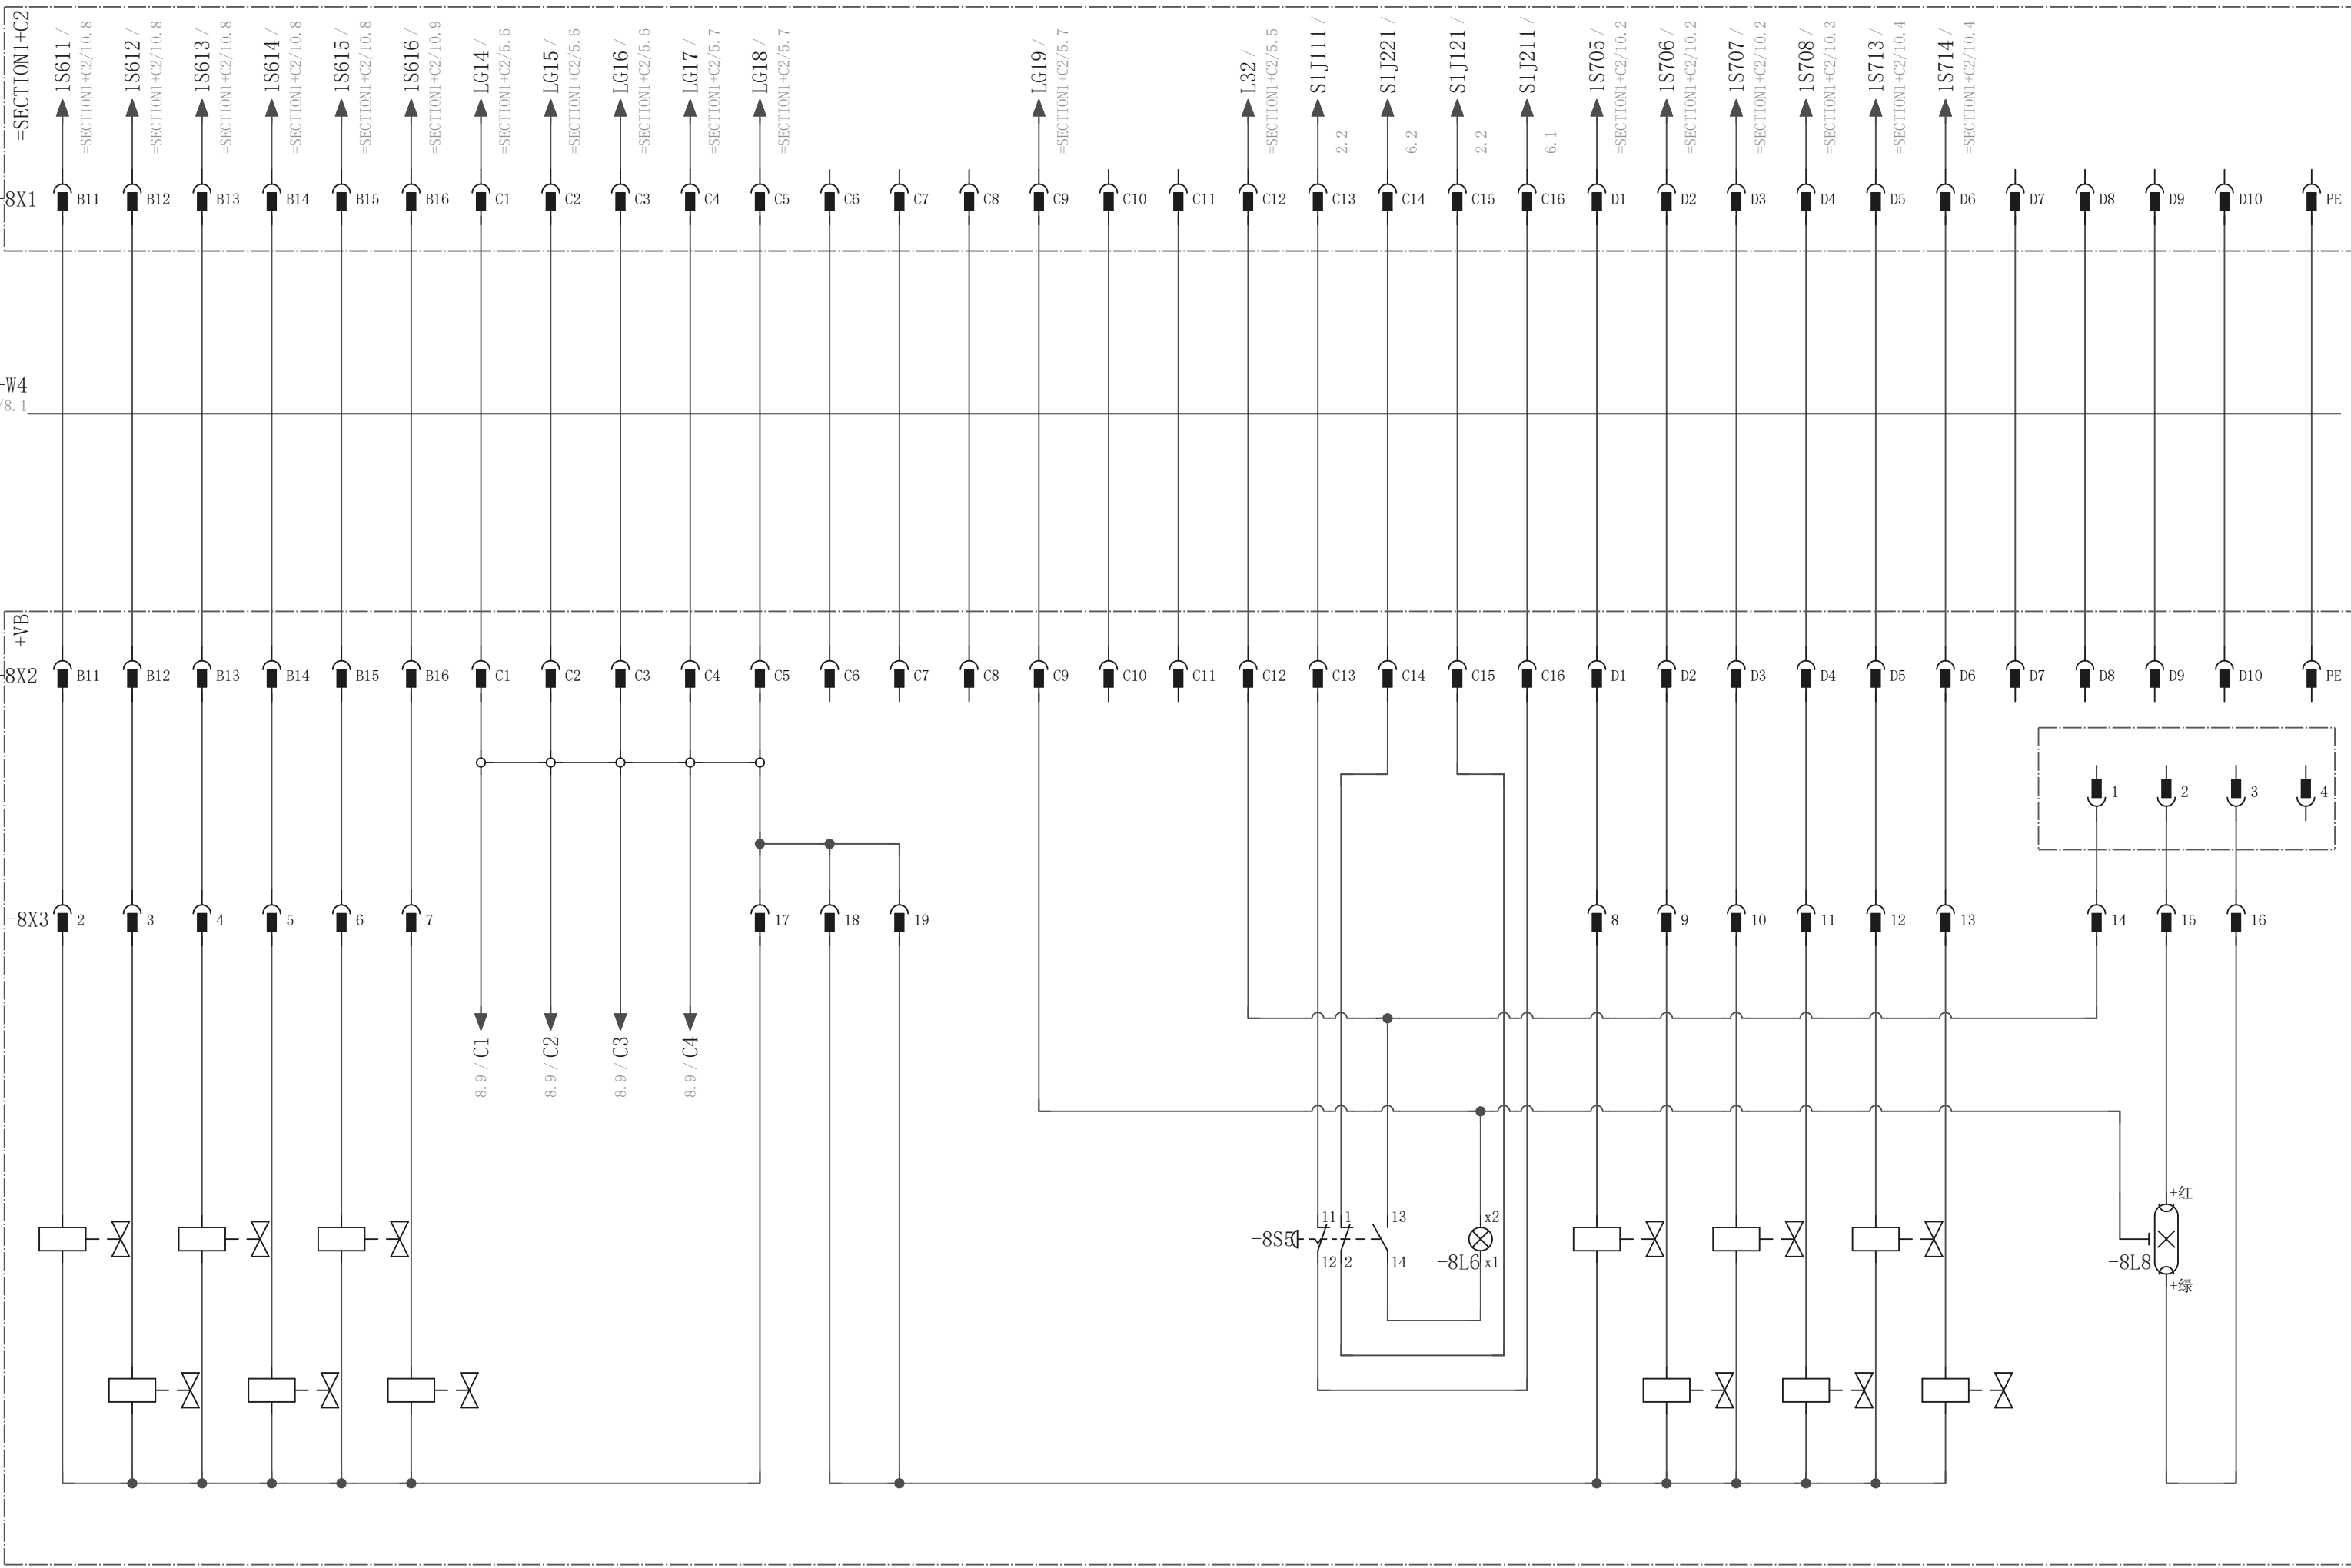 =SECTION1+C2
1S611 /
=SECTION1+C2/10.8
1S612 /
=SECTION1+C2/10.8
1S613 /
=SECTION1+C2/10.8
1S614 /
=SECTION1+C2/10.8
1S615 /
=SECTION1+C2/10.8
1S616 /
=SECTION1+C2/10.9
LG14 /
=SECTION1+C2/5.6
LG15 /
=SECTION1+C2/5.6
LG16 /
=SECTION1+C2/5.6
LG17 /
=SECTION1+C2/5.7
LG18 /
=SECTION1+C2/5.7
LG19 /
=SECTION1+C2/5.7
L32 /
=SECTION1+C2/5.5
S1J111 /
2.2
S1J221 /
6.2
S1J121 /
2.2
S1J211 /
6.1
1S705 /
=SECTION1+C2/10.2
1S706 /
=SECTION1+C2/10.2
1S707 /
=SECTION1+C2/10.2
1S708 /
=SECTION1+C2/10.3
1S713 /
=SECTION1+C2/10.4
1S714 /
=SECTION1+C2/10.4
-8X1 B11 B12 B13 B14 B15 B16 C1 C2 C3 C4 C5 C6 C7 C8 C9 C10 C11 C12 C13 C14 C15 C16 D1 D2 D3 D4 D5 D6 D7 D8 D9 D10 PE
-W4
/8.1
+VB
-8X2 B11 B12 B13 B14 B15 B16 C1 C2 C3 C4 C5 C6 C7 C8 C9 C10 C11 C12 C13 C14 C15 C16 D1 D2 D3 D4 D5 D6 D7 D8 D9 D10 PE
1 2 3 4
-8X3 2 3 4 5 6 7 17 18 19 8 9 10 11 12 13 14 15 16
8.9 / C1
8.9 / C2
8.9 / C3
8.9 / C4
+红
11 1 13 x2
-8S5
12 2 14 -8L6 x1 -8L8
+绿